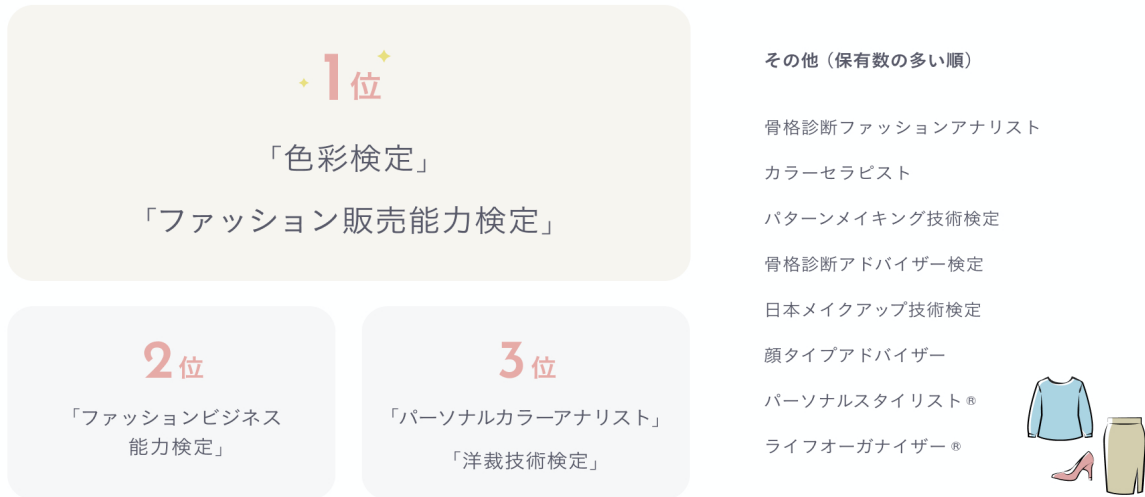 1位
「色彩検定」
「ファッション販売能力検定」
2位
「ファッションビジネス
能力検定」
3位
「パーソナルカラーアナリスト」
「洋裁技術検定」
その他（保有数の多い順）
骨格診断ファッションアナリスト
カラーセラピスト
パターンメイキング技術検定
骨格診断アドバイザー検定
日本メイクアップ技術検定
顔タイプアドバイザー
パーソナルスタイリスト®
ライフオーガナイザー®